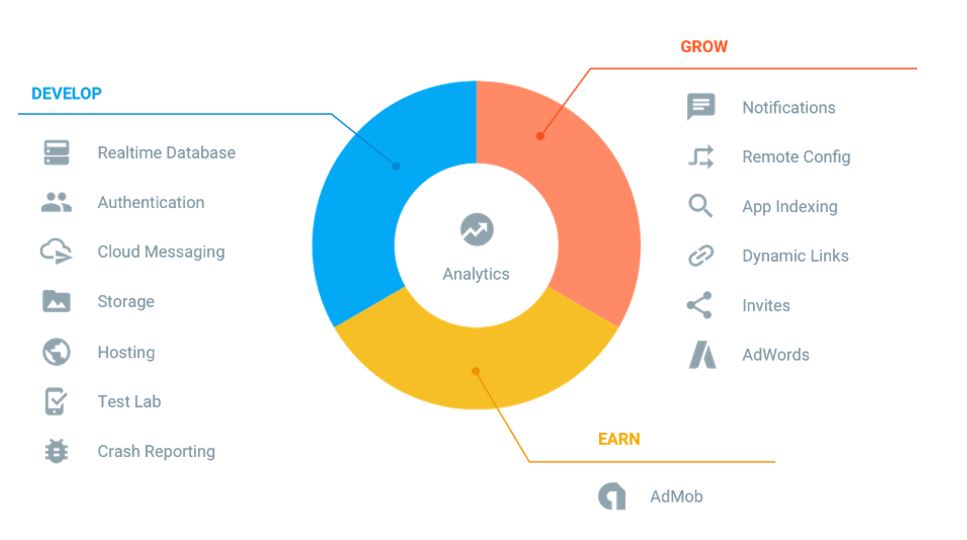 DEVELOP
Realtime Database
Authentication
Cloud Messaging
Storage
Hosting
Test Lab
Crash Reporting
Analytics
GROW
Notifications
Remote Config
App Indexing
Dynamic Links
Invites
AdWords
EARN
AdMob